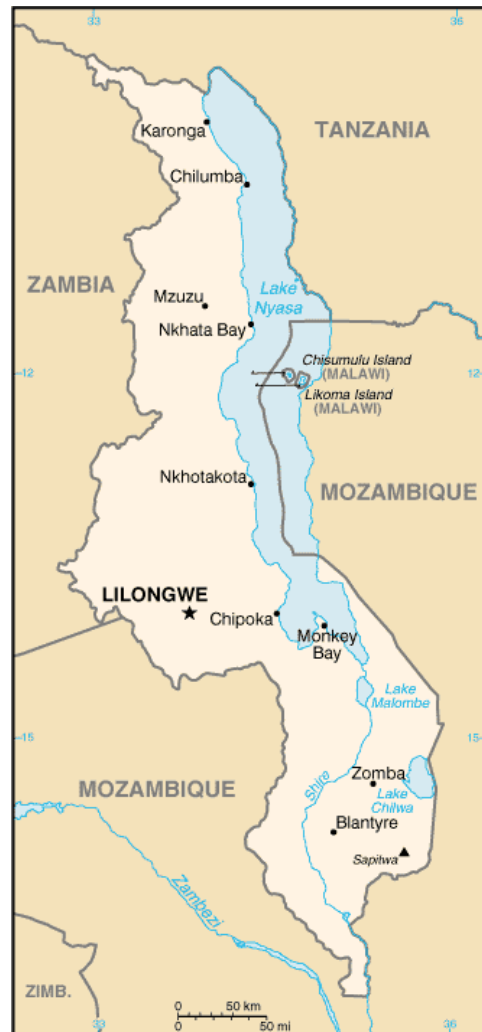 33
36
Karonga
TANZANIA
Chilumba
ZAMBIA
Lake
Nyasa
Mzuzu
Nkhata Bay
Chisumulu Island
(MALAWI)
12
12
Likoma Island
(MALAWI)
Nkhotakota
MOZAMBIQUE
LILONGWE
Chipoka
Monkey
Bay
Lake
Malombe
15
15
MOZAMBIQUE
Zomba
Shire
Lake
Chilwa
Blantyre
Sapitwa
Zambezi
ZIMB.
0 50 km
0 50 mi
33
36